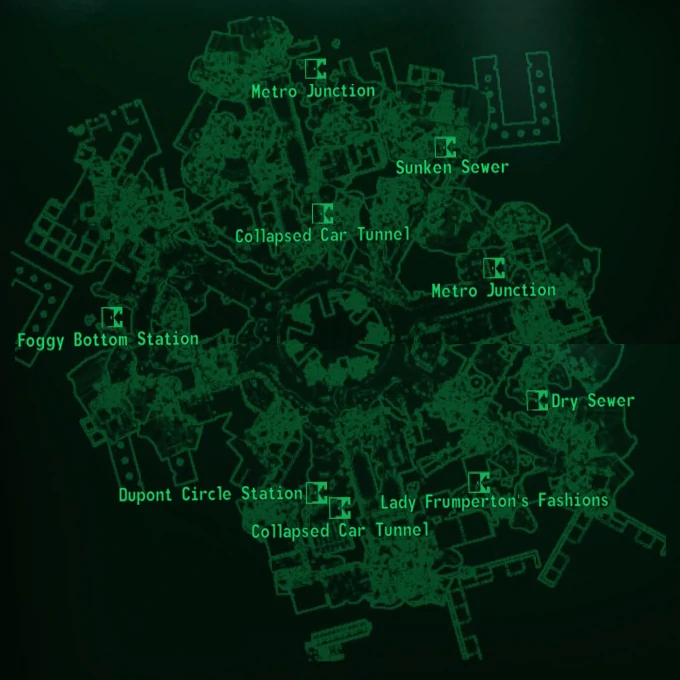 Metro Junction
Sunken Sewer
Collapsed Car Tunnel
Metro Junction
Foggy Bottom Station
Dry Sewer
Dupont Circle Station
Lady Frumperton's Fashions
Collapsed Car Tunnel